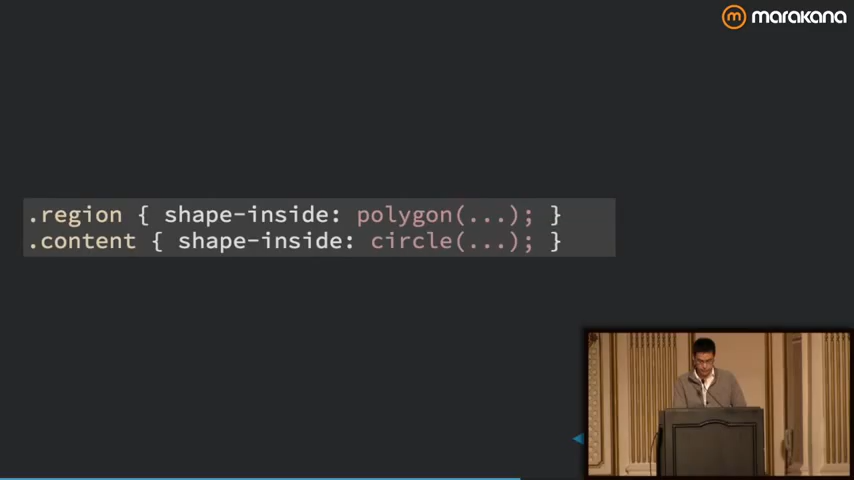 marakana
.region { shape-inside: polygon(...); }
.content { shape-inside: circle(...); }